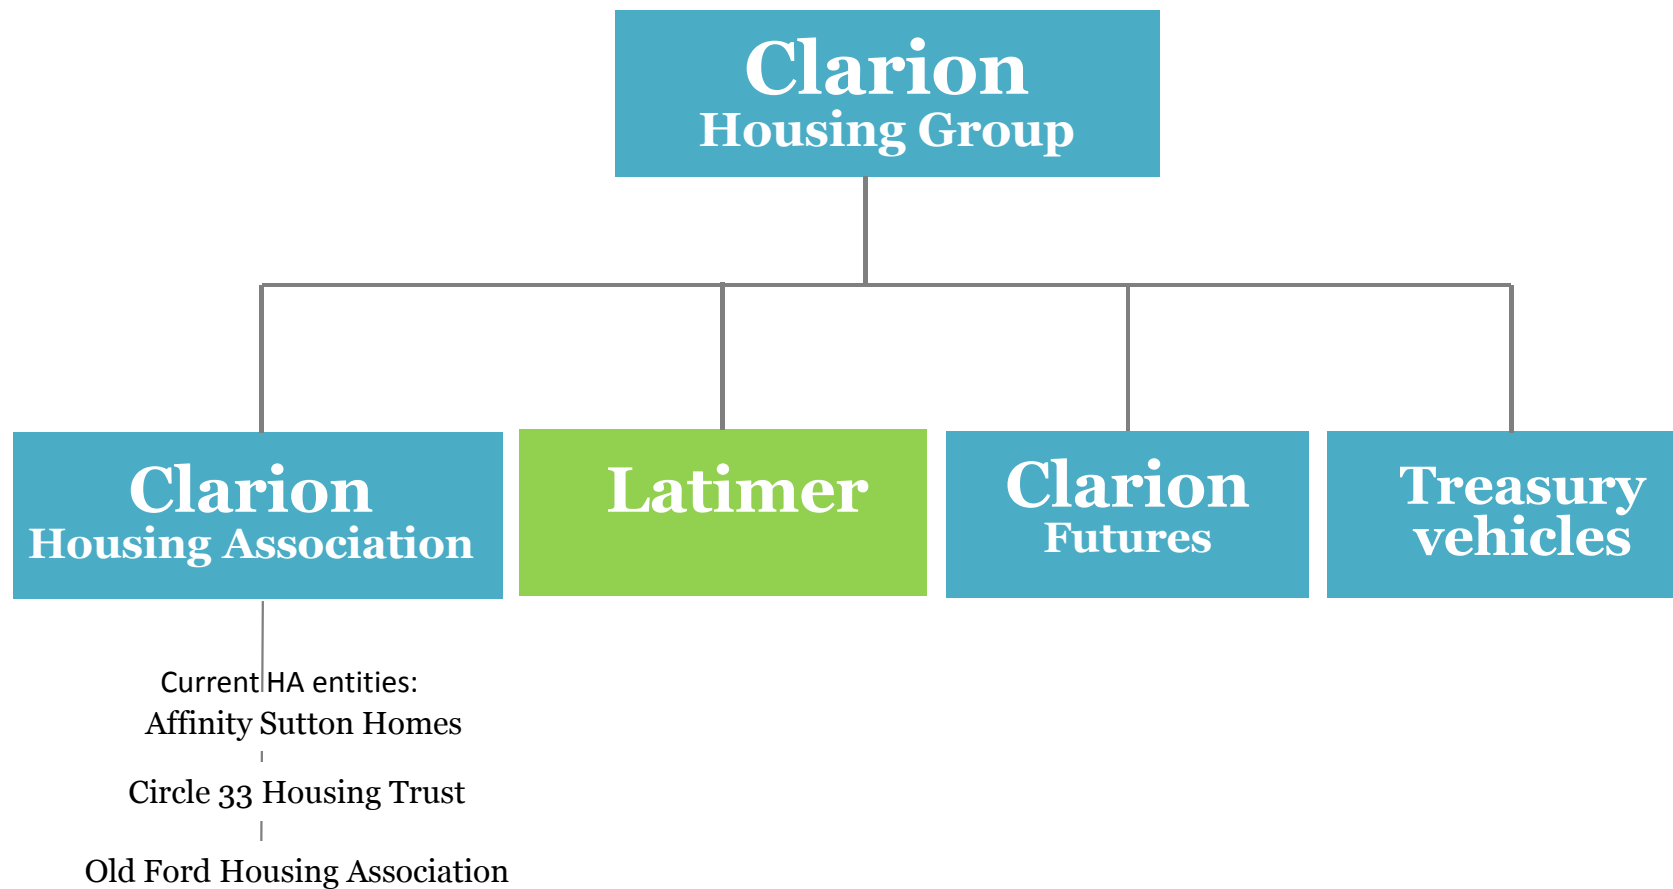 Clarion
Housing Group
Clarion
Housing Association
Latimer
Clarion
Futures
Treasury
vehicles
Current HA entities:
Affinity Sutton Homes
Circle 33 Housing Trust
Old Ford Housing Association